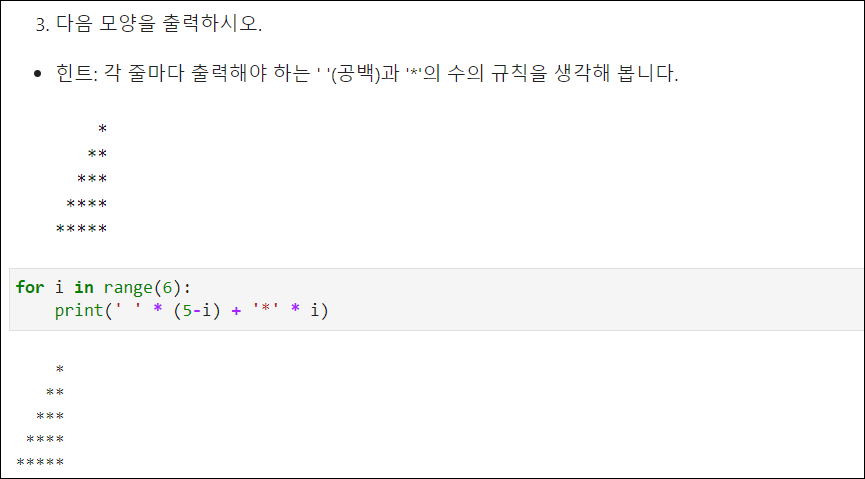 3. 다음 모양을 출력하시오.
• 힌트: 각 줄마다 출력해야 하는 ' '(공백)과 '*'의 수의 규칙을 생각해 봅니다.
    *
   **
  ***
 ****
*****
for i in range(6):
    print(' ' * (5-i) + '*' * i)
    *
   **
  ***
 ****
*****